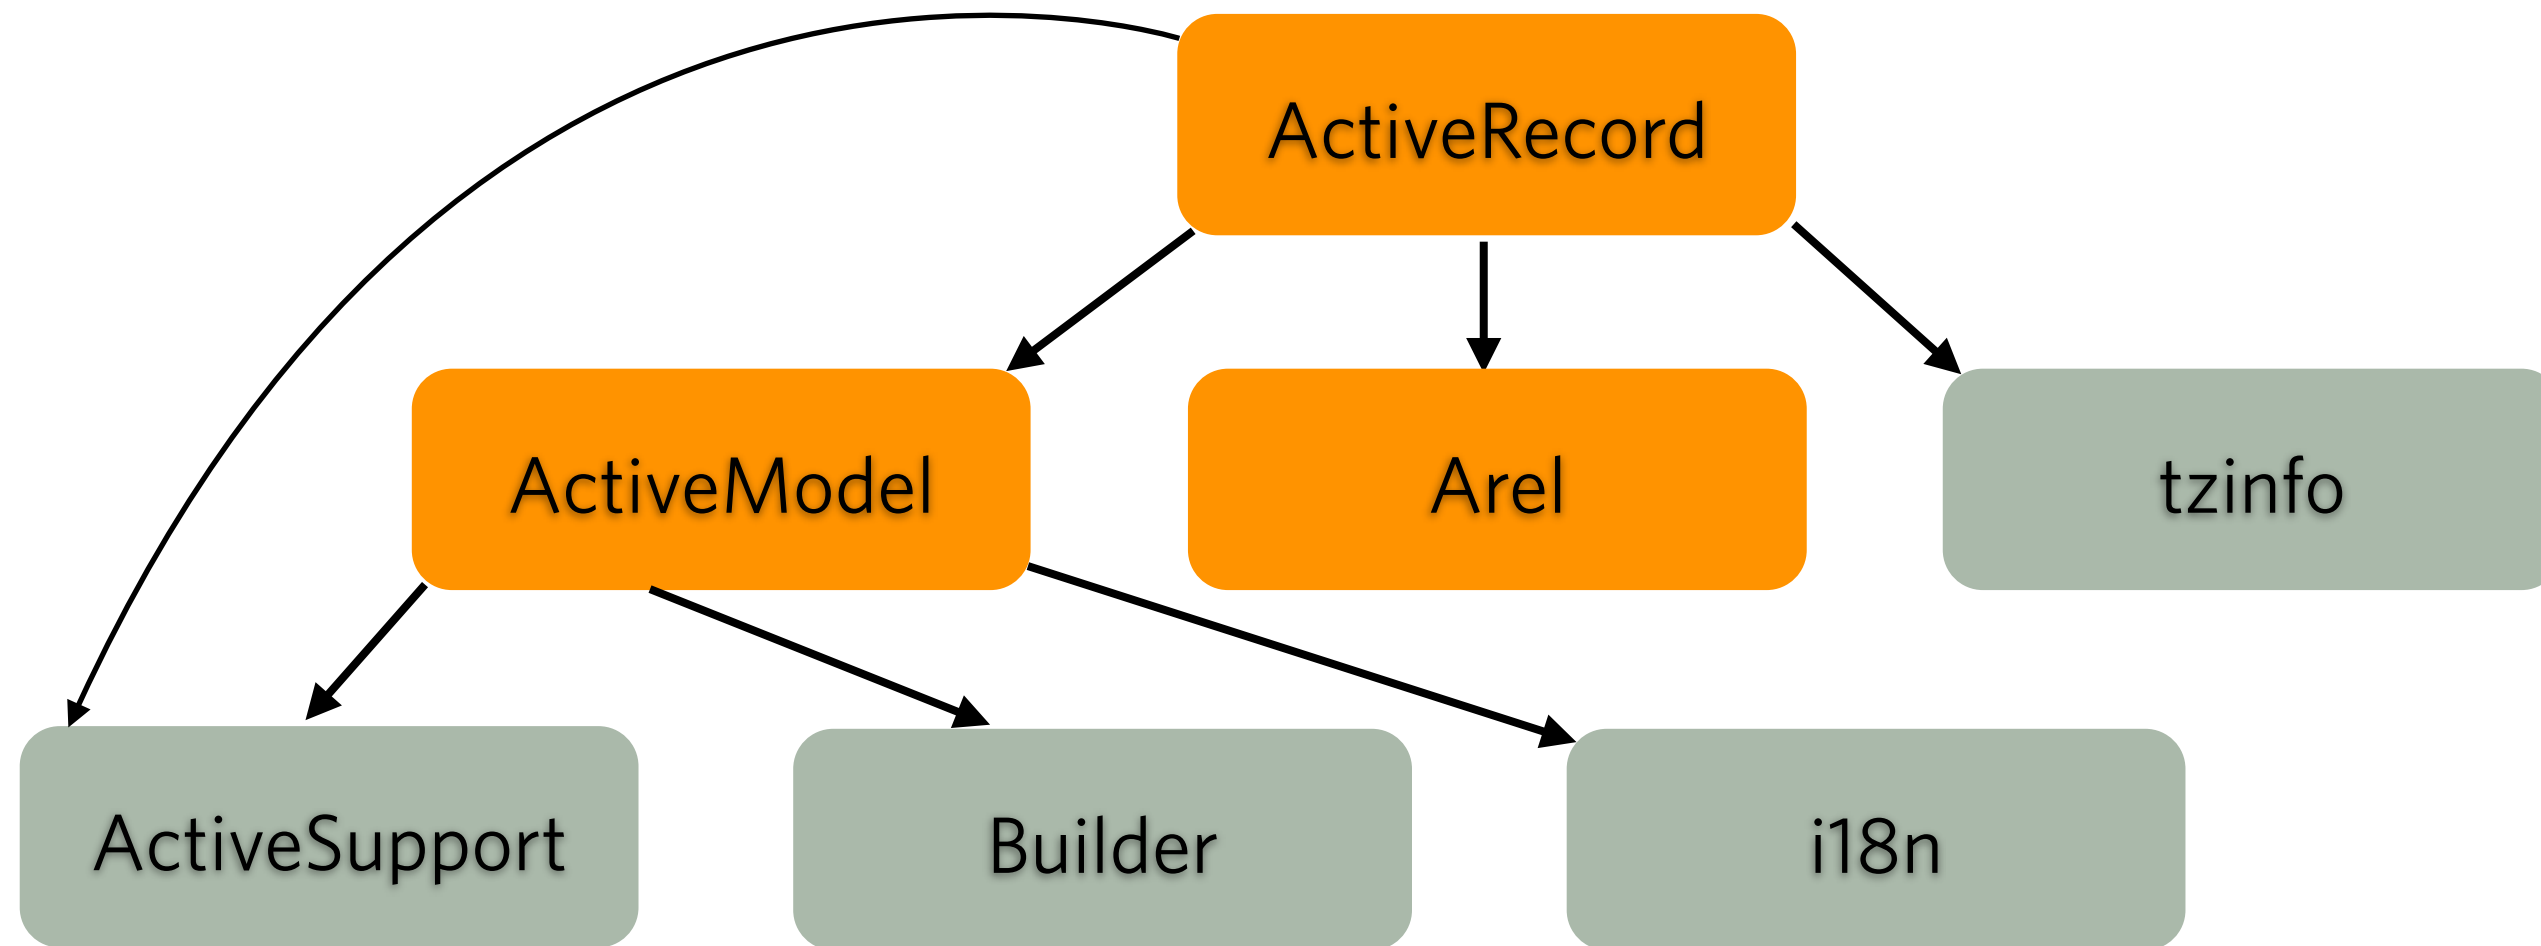 ActiveRecord
ActiveModel
Arel
tzinfo
ActiveSupport
Builder
i18n